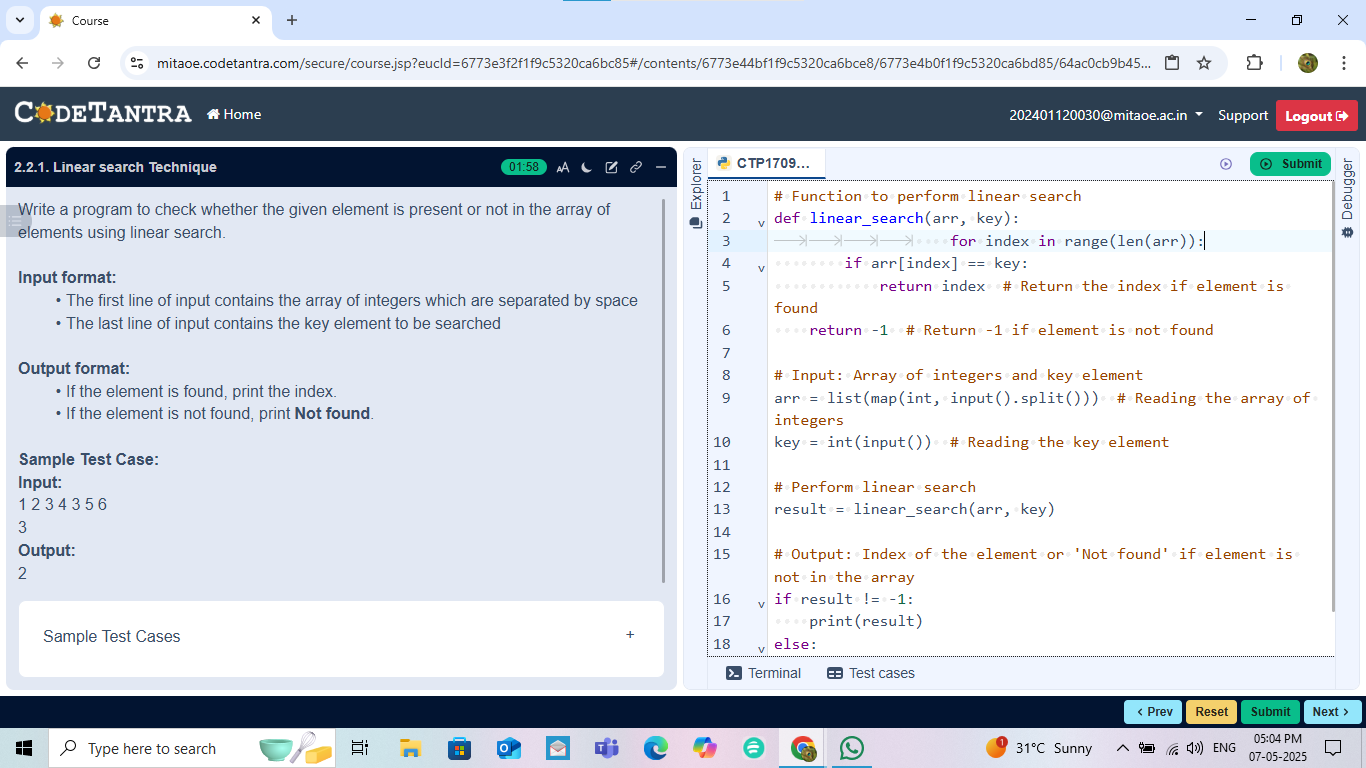 Course
mitaoe.codetantra.com/secure/course.jsp?eucId=6773e3f2f1f9c5320ca6bc85#/contents/6773e44bf1f9c5320ca6bce8/6773e4b0f1f9c5320ca6bd85/64ac0cb9b45...
CODETANTRA
Home
202401120030@mitaoe.ac.in
Support
Logout
2.2.1. Linear search Technique
01:58
AA
Write a program to check whether the given element is present or not in the array of
elements using linear search.
Input format:
• The first line of input contains the array of integers which are separated by space
• The last line of input contains the key element to be searched
Output format:
• If the element is found, print the index.
• If the element is not found, print Not found.
Sample Test Case:
Input:
1 2 3 4 3 5 6
3
Output:
2
Sample Test Cases
+
Explorer
CTP1709...
Submit
Debugger
1 # Function to perform linear search
2 def linear_search(arr, key):
3 for index in range(len(arr)):
4 if arr[index] == key:
5 return index # Return the index if element is
found
6 return -1 # Return -1 if element is not found
7
8 # Input: Array of integers and key element
9 arr = list(map(int, input().split())) # Reading the array of
integers
10 key = int(input()) # Reading the key element
11
12 # Perform linear search
13 result = linear_search(arr, key)
14
15 # Output: Index of the element or 'Not found' if element is
not in the array
16 if result != -1:
17 print(result)
18 else:
Terminal
Test cases
< Prev
Reset
Submit
Next >
Type here to search
1
31°C Sunny
ENG
05:04 PM
07-05-2025